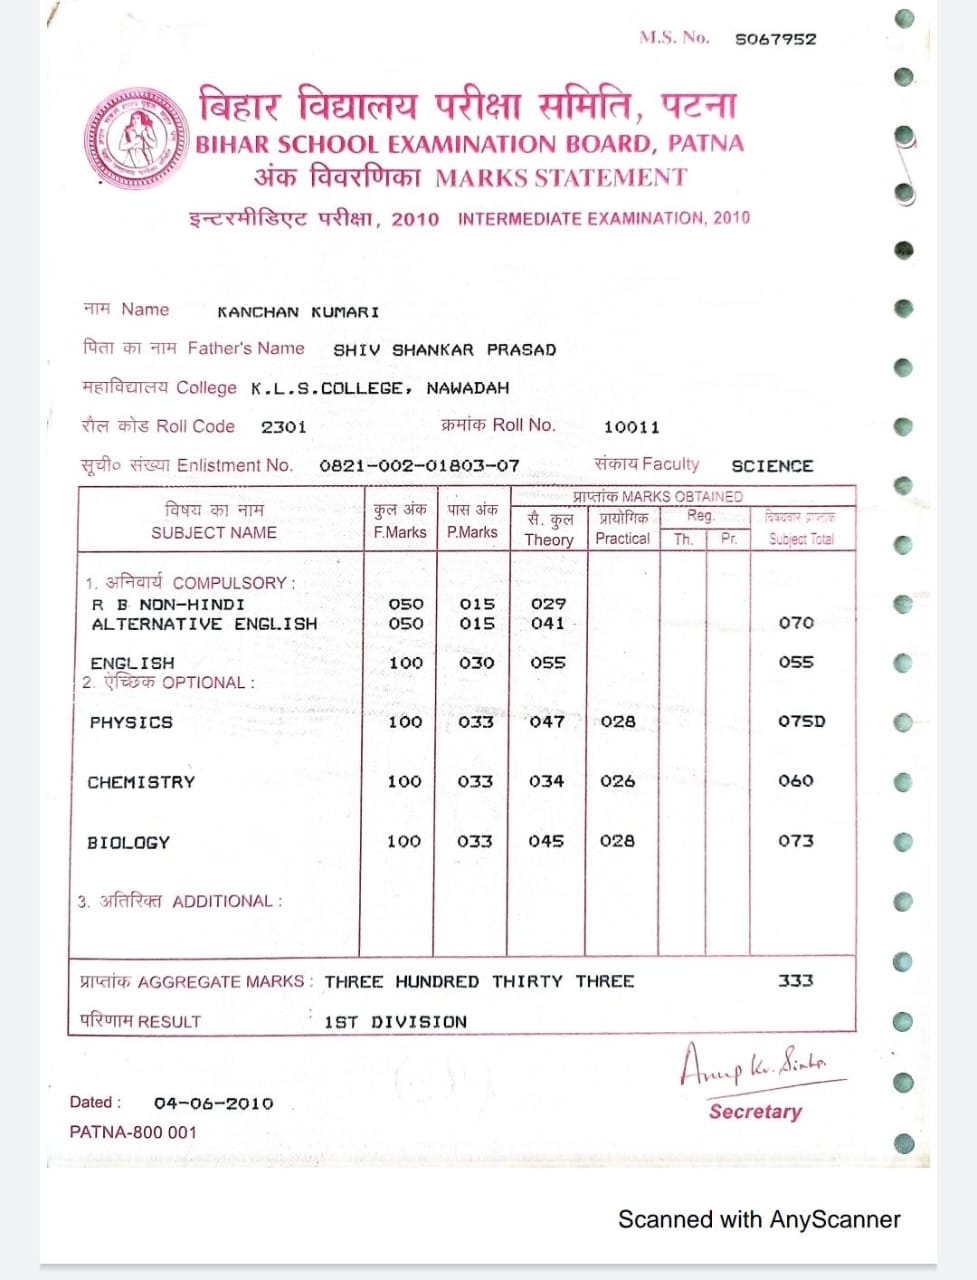 M.S. No. S067952
बिहार विद्यालय परीक्षा समिति, पटना
BIHAR SCHOOL EXAMINATION BOARD, PATNA
अंक विवरणिका MARKS STATEMENT
इन्टरमीडिएट परीक्षा, 2010 INTERMEDIATE EXAMINATION, 2010
नाम Name KANCHAN KUMARI
पिता का नाम Father's Name SHIV SHANKAR PRASAD
महाविद्यालय College K.L.S.COLLEGE, NAWADAH
रौल कोड Roll Code 2301 क्रमांक Roll No. 10011
सूची० संख्या Enlistment No. 0821-002-01803-07 संकाय Faculty SCIENCE
प्राप्तांक MARKS OBTAINED
विषय का नाम कुल अंक पास अंक सै. कुल प्रायोगिक Reg. विषयवार प्राप्तांक
SUBJECT NAME F.Marks P.Marks Theory Practical Th. Pr. Subject Total
1. अनिवार्य COMPULSORY :
R B NON-HINDI 050 015 029
ALTERNATIVE ENGLISH 050 015 041 070
ENGLISH 100 030 055 055
2. ऐच्छिक OPTIONAL :
PHYSICS 100 033 047 028 075D
CHEMISTRY 100 033 034 026 060
BIOLOGY 100 033 045 028 073
3. अतिरिक्त ADDITIONAL :
प्राप्तांक AGGREGATE MARKS : THREE HUNDRED THIRTY THREE 333
परिणाम RESULT : 1ST DIVISION
Anup Kr. Sinha
Dated : 04-06-2010
Secretary
PATNA-800 001
Scanned with AnyScanner